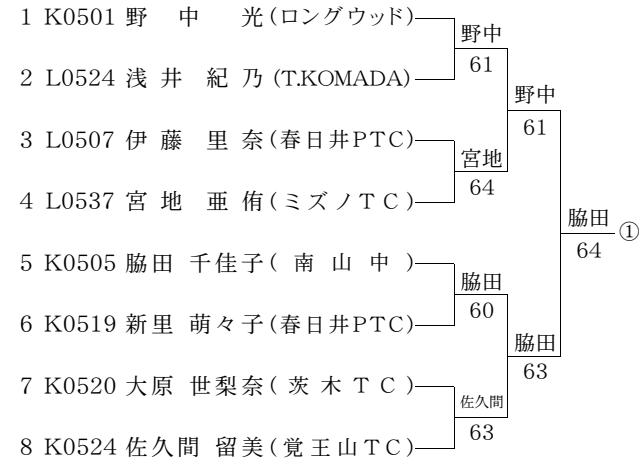 1 K0501 野 中 光(ロングウッド)
野中
61
2 L0524 浅 井 紀 乃 (T.KOMADA)
野中
61
3 L0507 伊 藤 里 奈(春日井PTC)
宮地
64
4 L0537 宮 地 亜 侑(ミズノTC)
脇田
64
①
5 K0505 脇田 千佳子( 南 山 中 )
脇田
60
6 K0519 新里 萌々子(春日井PTC)
脇田
63
7 K0520 大原 世梨奈( 茨 木 T C )
佐久間
63
8 K0524 佐久間 留美(覚王山TC)